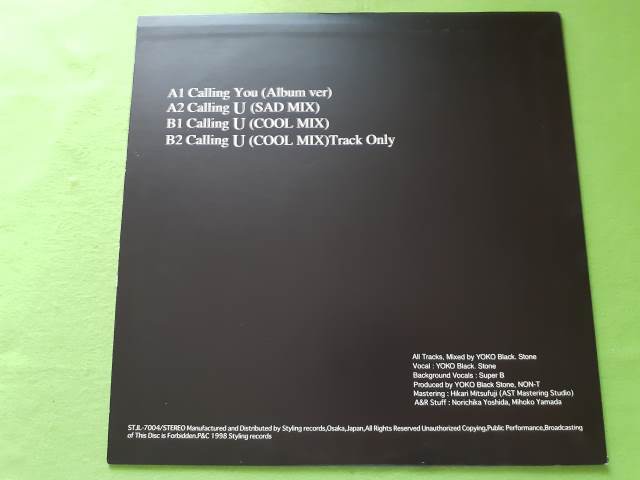 A1 Calling You (Album ver)
A2 Calling U (SAD MIX)
B1 Calling U (COOL MIX)
B2 Calling U (COOL MIX)Track Only
All Tracks, Mixed by YOKO Black. Stone
Vocal : YOKO Black. Stone
Background Vocals : Super B
Produced by YOKO Black Stone, NON-T
Mastering : Hikari Mitsufuji (AST Mastering Studio)
A&R Stuff : Norichika Yoshida, Mihoko Yamada
STJL-7004/STEREO Manufactured and Distributed by Styling records,Osaka,Japan,All Rights Reserved Unauthorized Copying,Public Performance,Broadcasting
of This Disc is Forbidden.P&C 1998 Styling records